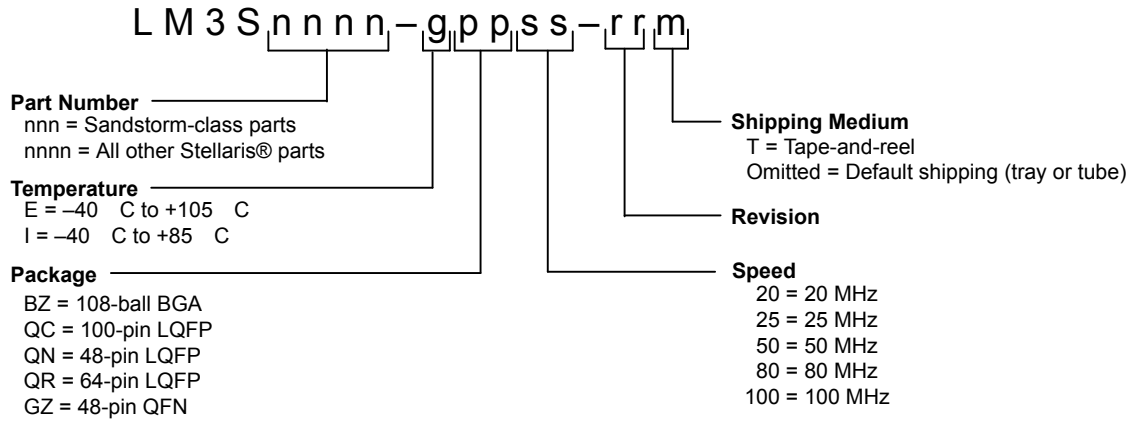 LM3Snnnn–gppss–rrm
Part Number
nnn = Sandstorm-class parts
nnnn = All other Stellaris® parts
Temperature
E = –40 C to +105 C
I = –40 C to +85 C
Package
BZ = 108-ball BGA
QC = 100-pin LQFP
QN = 48-pin LQFP
QR = 64-pin LQFP
GZ = 48-pin QFN
Shipping Medium
T = Tape-and-reel
Omitted = Default shipping (tray or tube)
Revision
Speed
20 = 20 MHz
25 = 25 MHz
50 = 50 MHz
80 = 80 MHz
100 = 100 MHz